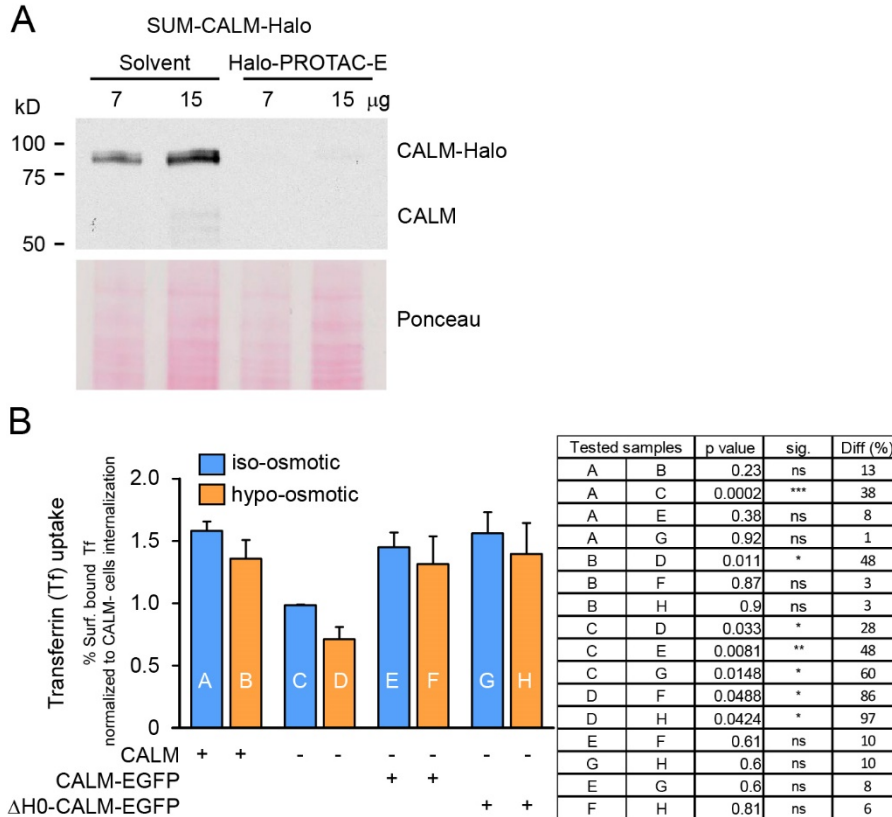 A
SUM-CALM-Halo
Solvent Halo-PROTAC-E
kD 7 15 7 15 μg
100
75
50
CALM-Halo
CALM
Ponceau
B
iso-osmotic
hypo-osmotic
Transferrin (Tf) uptake
% Surf. bound Tf
normalized to CALM- cells internalization
2.0
1.5
1.0
0.5
0
A B C D E F G H
CALM + + - - - - - -
CALM-EGFP + +
ΔH0-CALM-EGFP + +
Tested samples p value sig. Diff (%)
A B 0.23 ns 13
A C 0.0002 *** 38
A E 0.38 ns 8
A G 0.92 ns 1
B D 0.011 * 48
B F 0.87 ns 3
B H 0.9 ns 3
C D 0.033 * 28
C E 0.0081 ** 48
C G 0.0148 * 60
D F 0.0488 * 86
D H 0.0424 * 97
E F 0.61 ns 10
G H 0.6 ns 10
E G 0.6 ns 8
F H 0.81 ns 6